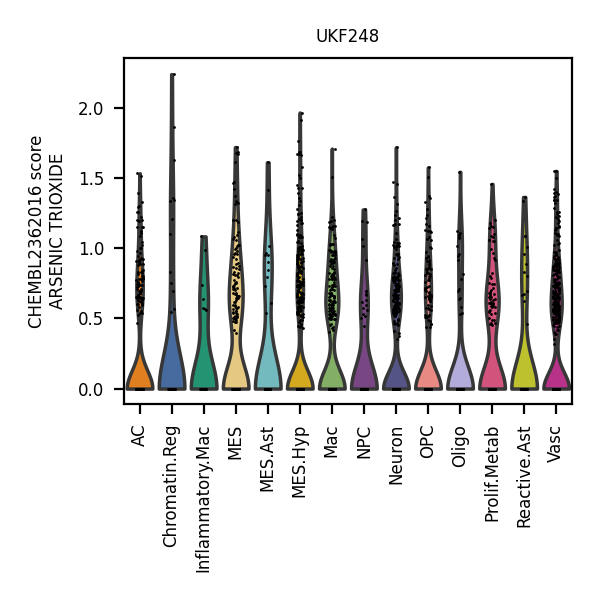 UKF248
CHEMBL2362016 score
ARSENIC TRIOXIDE
2.0
1.5
1.0
0.5
0.0
AC
Chromatin.Reg
Inflammatory.Mac
MES
MES.Ast
MES.Hyp
Mac
NPC
Neuron
OPC
Oligo
Prolif.Metab
Reactive.Ast
Vasc